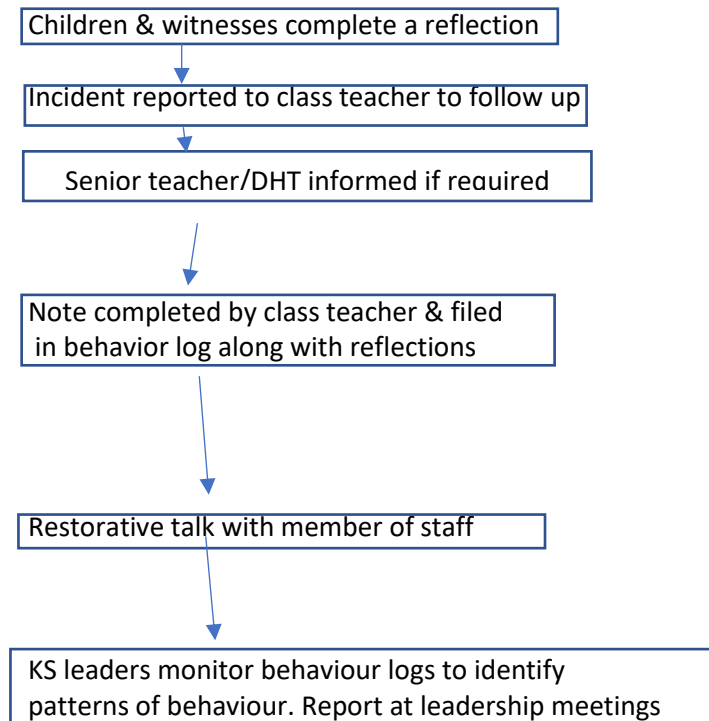 Children & witnesses complete a reflection
Incident reported to class teacher to follow up
Senior teacher/DHT informed if required
Note completed by class teacher & filed
in behavior log along with reflections
Restorative talk with member of staff
KS leaders monitor behaviour logs to identify
patterns of behaviour. Report at leadership meetings